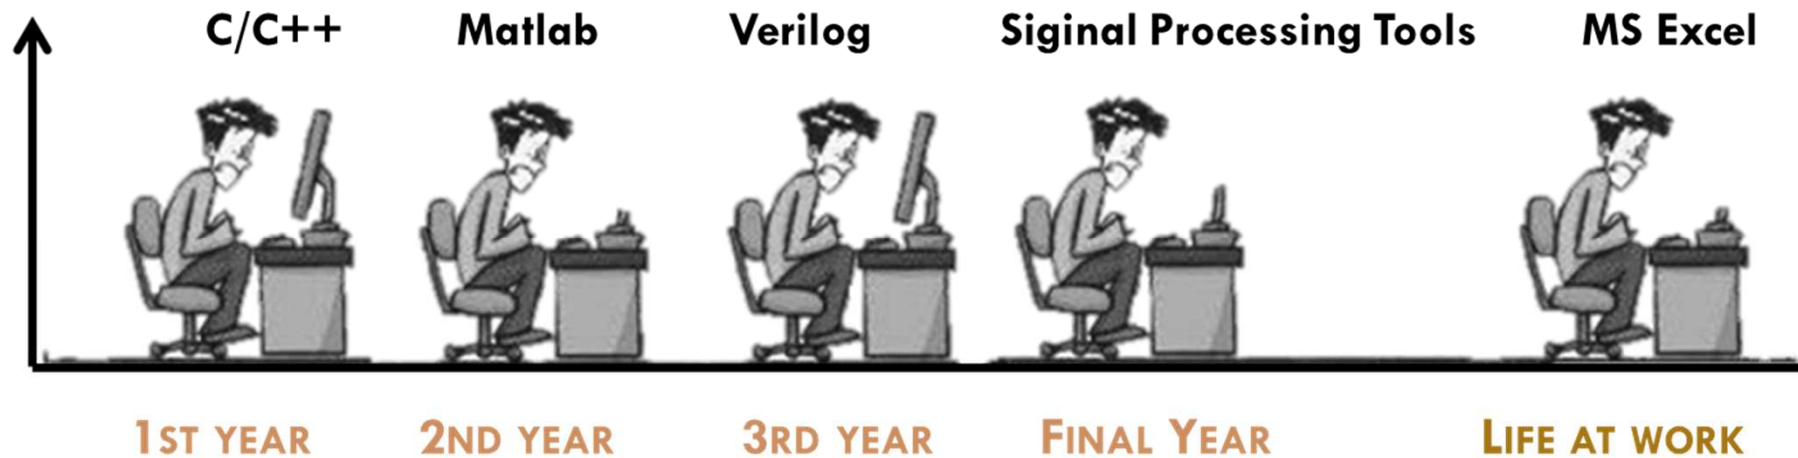 C/C++ Matlab Verilog Siginal Processing Tools MS Excel
1ST YEAR 2ND YEAR 3RD YEAR FINAL YEAR LIFE AT WORK